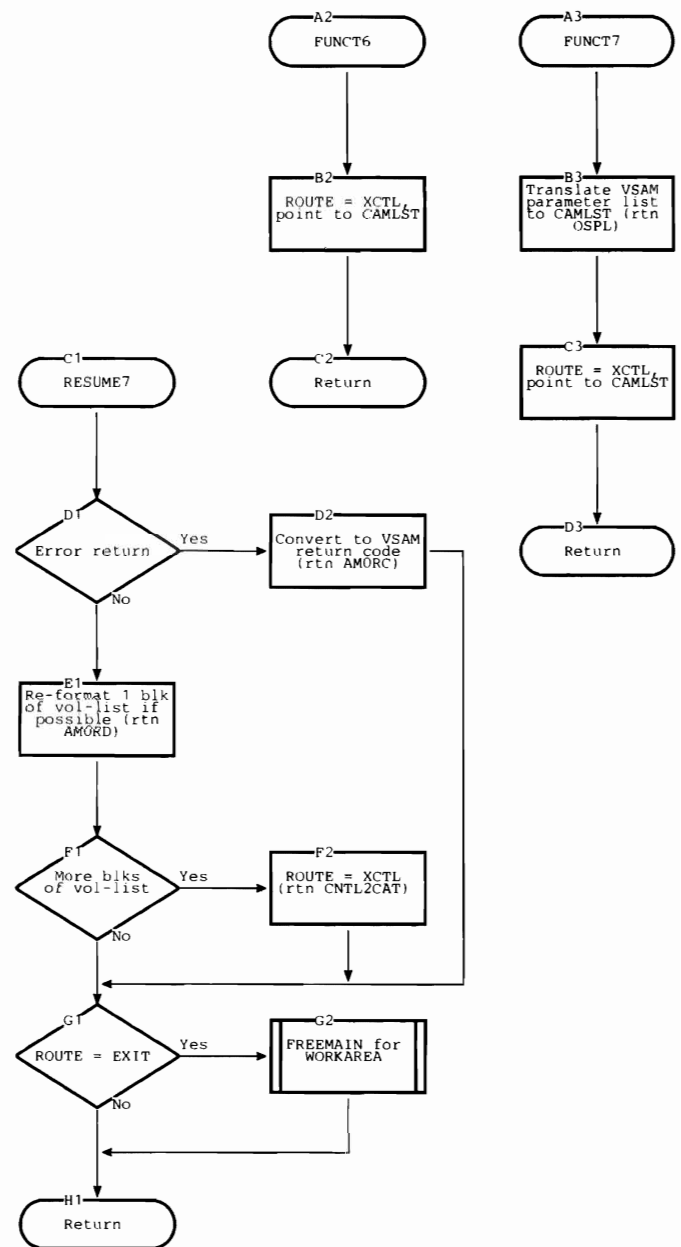 A2
FUNCT6
A3
FUNCT7
B2
ROUTE = XCTL,
point to CAMLST
B3
Translate VSAM
parameter list
to CAMLST (rtn
OSPL)
C1
RESUME7
C2
Return
C3
ROUTE = XCTL,
point to CAMLST
D1
Error return
Yes
No
D2
Convert to VSAM
return code
(rtn AMORC)
D3
Return
E1
Re-format 1 blk
of vol-list if
possible (rtn
AMORD)
F1
More blks
of vol-list
Yes
No
F2
ROUTE = XCTL
(rtn CNTL2CAT)
G1
ROUTE = EXIT
Yes
No
G2
FREEMAIN for
WORKAREA
H1
Return